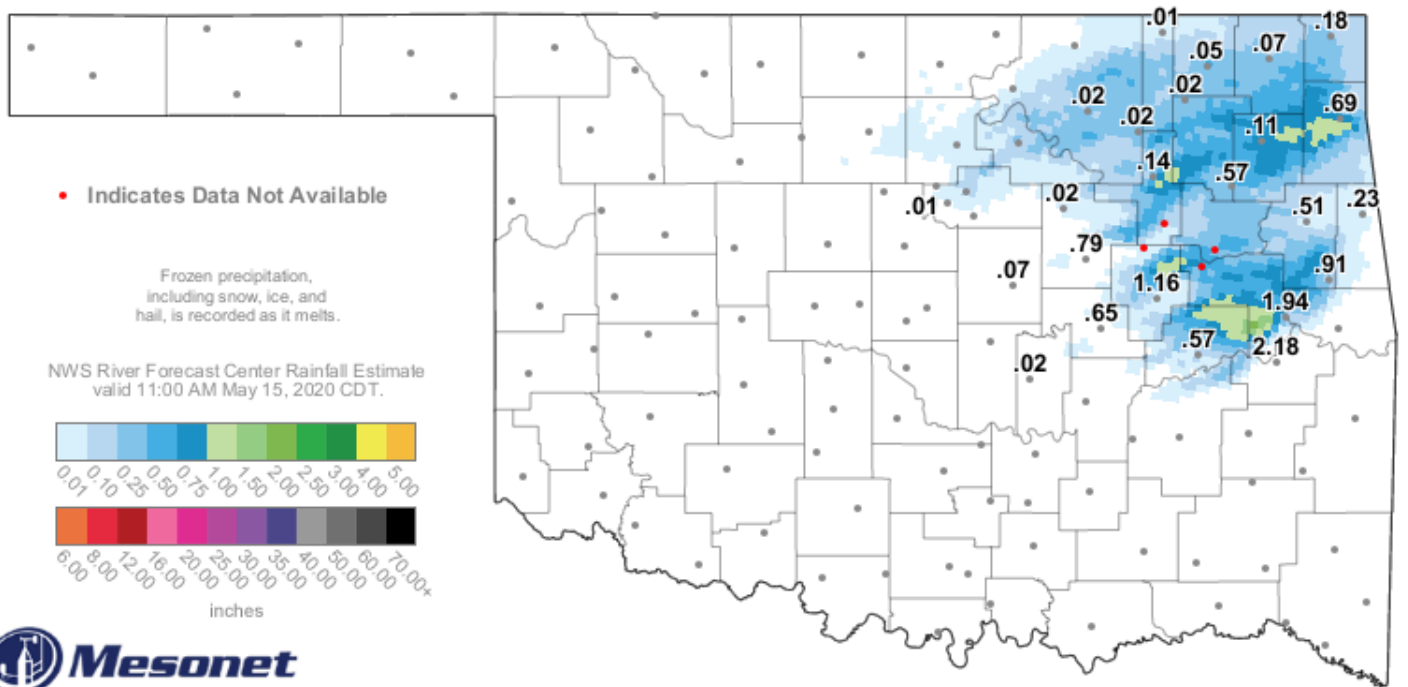 .01
.18
.05
.07
.02
.02
.69
.02
.11
.14
.57
• Indicates Data Not Available
.01
.02
.51
.23
.79
.07
.91
Frozen precipitation,
including snow, ice, and
hail, is recorded as it melts.
1.16
1.94
.65
.57
2.18
.02
NWS River Forecast Center Rainfall Estimate
valid 11:00 AM May 15, 2020 CDT.
0.01 0.10 0.25 0.50 0.75 1.00 1.50 2.00 2.50 3.00 4.00 5.00
6.00 8.00 12.00 16.00 20.00 25.00 30.00 35.00 40.00 50.00 60.00 70.00+
inches
Mesonet